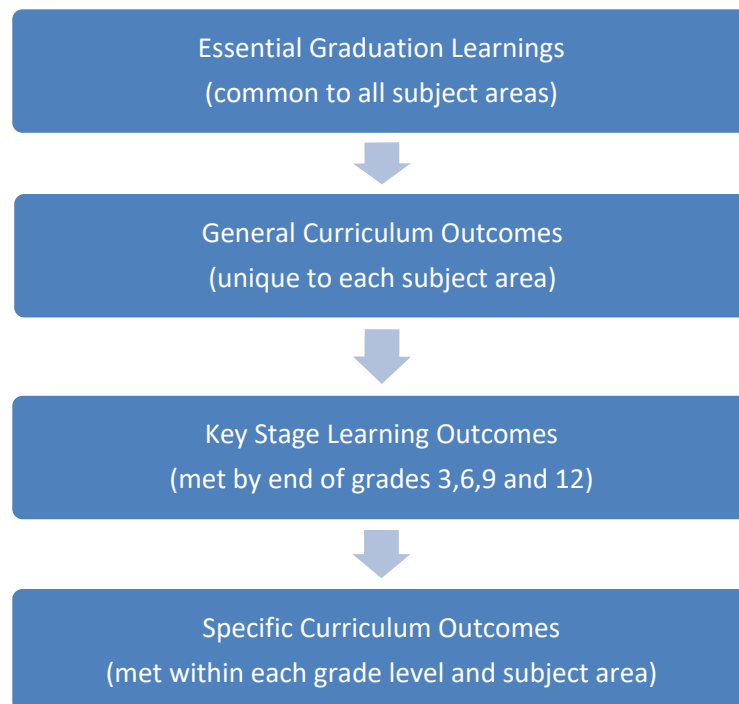 Essential Graduation Learnings
(common to all subject areas)
General Curriculum Outcomes
(unique to each subject area)
Key Stage Learning Outcomes
(met by end of grades 3,6,9 and 12)
Specific Curriculum Outcomes
(met within each grade level and subject area)